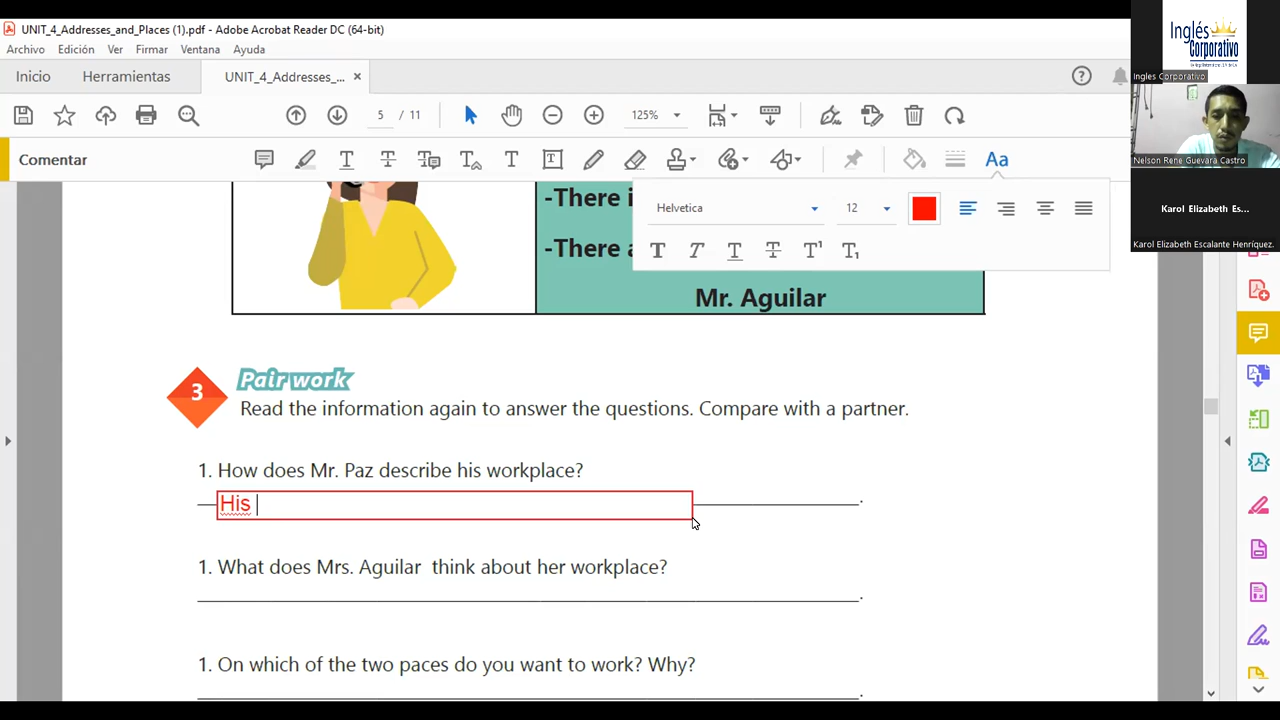 UNIT_4_Addresses_and_Places (1).pdf - Adobe Acrobat Reader DC (64-bit)
Archivo Edición Ver Firmar Ventana Ayuda
Inicio Herramientas UNIT_4_Addresses_... ×
5 / 11 125%
Comentar
Aa
Helvetica 12
-There i
-There a
Mr. Aguilar
3 Pair work
Read the information again to answer the questions. Compare with a partner.
1. How does Mr. Paz describe his workplace?
His
1. What does Mrs. Aguilar think about her workplace?
1. On which of the two paces do you want to work? Why?
Inglés
Corporativo
Ingles Corporativo
Nelson Rene Guevara Castro
Karol Elizabeth Es...
Karol Elizabeth Escalante Henríquez.